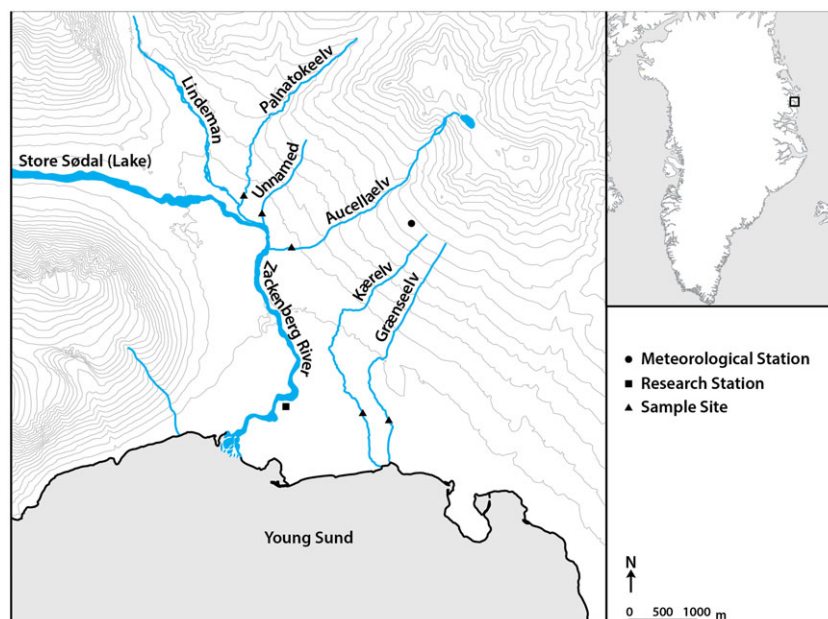 Lindeman
Palnatokeelv
Store Sødal (Lake)
Unnamed
Aucellaelv
Zackenberg River
Kærelv
Grænseelv
Young Sund
Meteorological Station
Research Station
Sample Site
N
0 500 1000 m